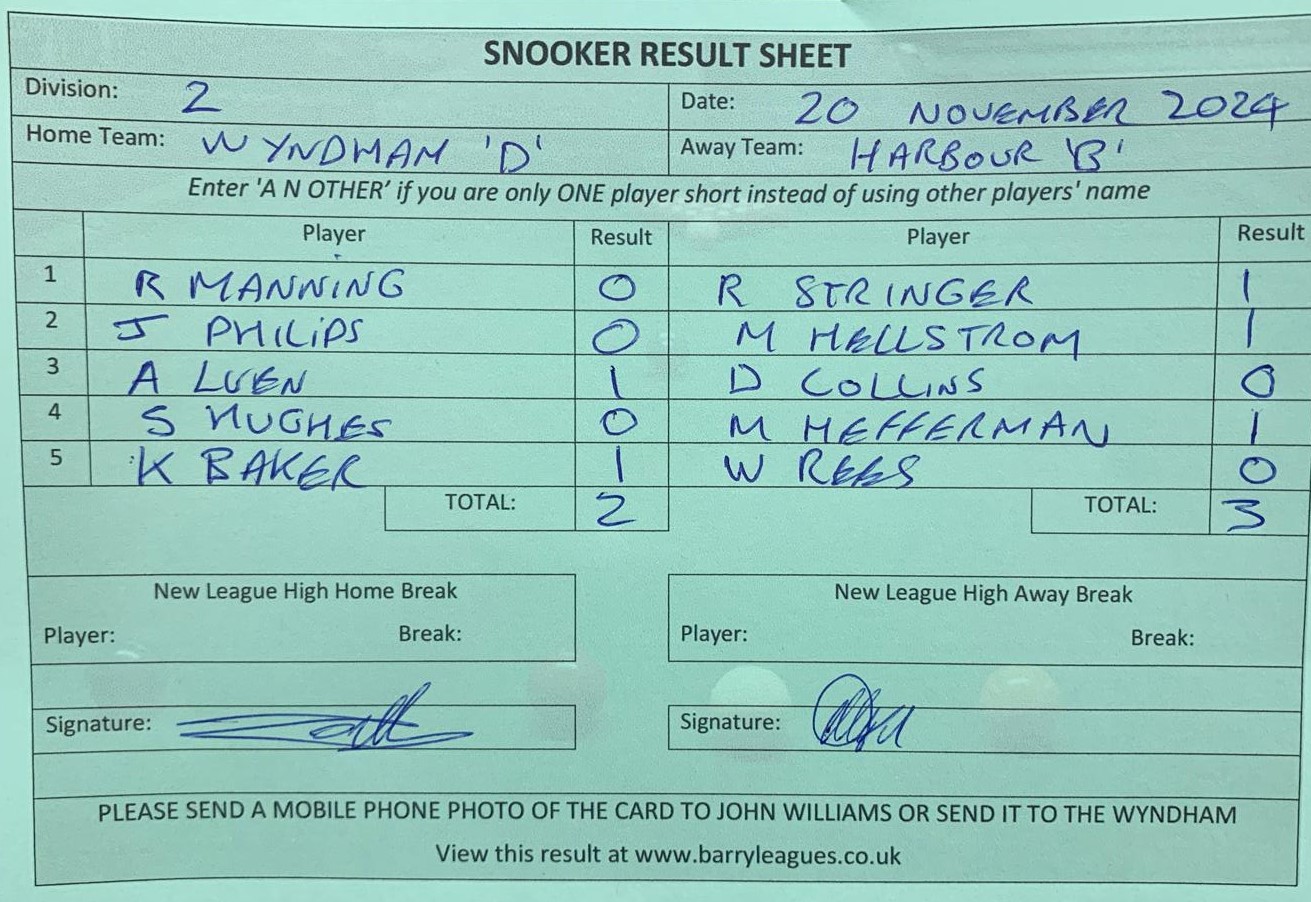 SNOOKER RESULT SHEET
Division: 2 Date: 20 NOVEMBER 2024
Home Team: WYNDHAM 'D' Away Team: HARBOUR 'B'
Enter 'A N OTHER' if you are only ONE player short instead of using other players' name
Player Result Player Result
1 R MANNING 0 R STRINGER 1
2 J PHILIPS 0 M HELLSTROM 1
3 A LUEN 1 D COLLINS 0
4 S HUGHES 0 M HEFFERMAN 1
5 K BAKER 1 W REES 0
TOTAL: 2 TOTAL: 3
New League High Home Break New League High Away Break
Player: Break: Player: Break:
Signature: Signature:
PLEASE SEND A MOBILE PHONE PHOTO OF THE CARD TO JOHN WILLIAMS OR SEND IT TO THE WYNDHAM
View this result at www.barryleagues.co.uk